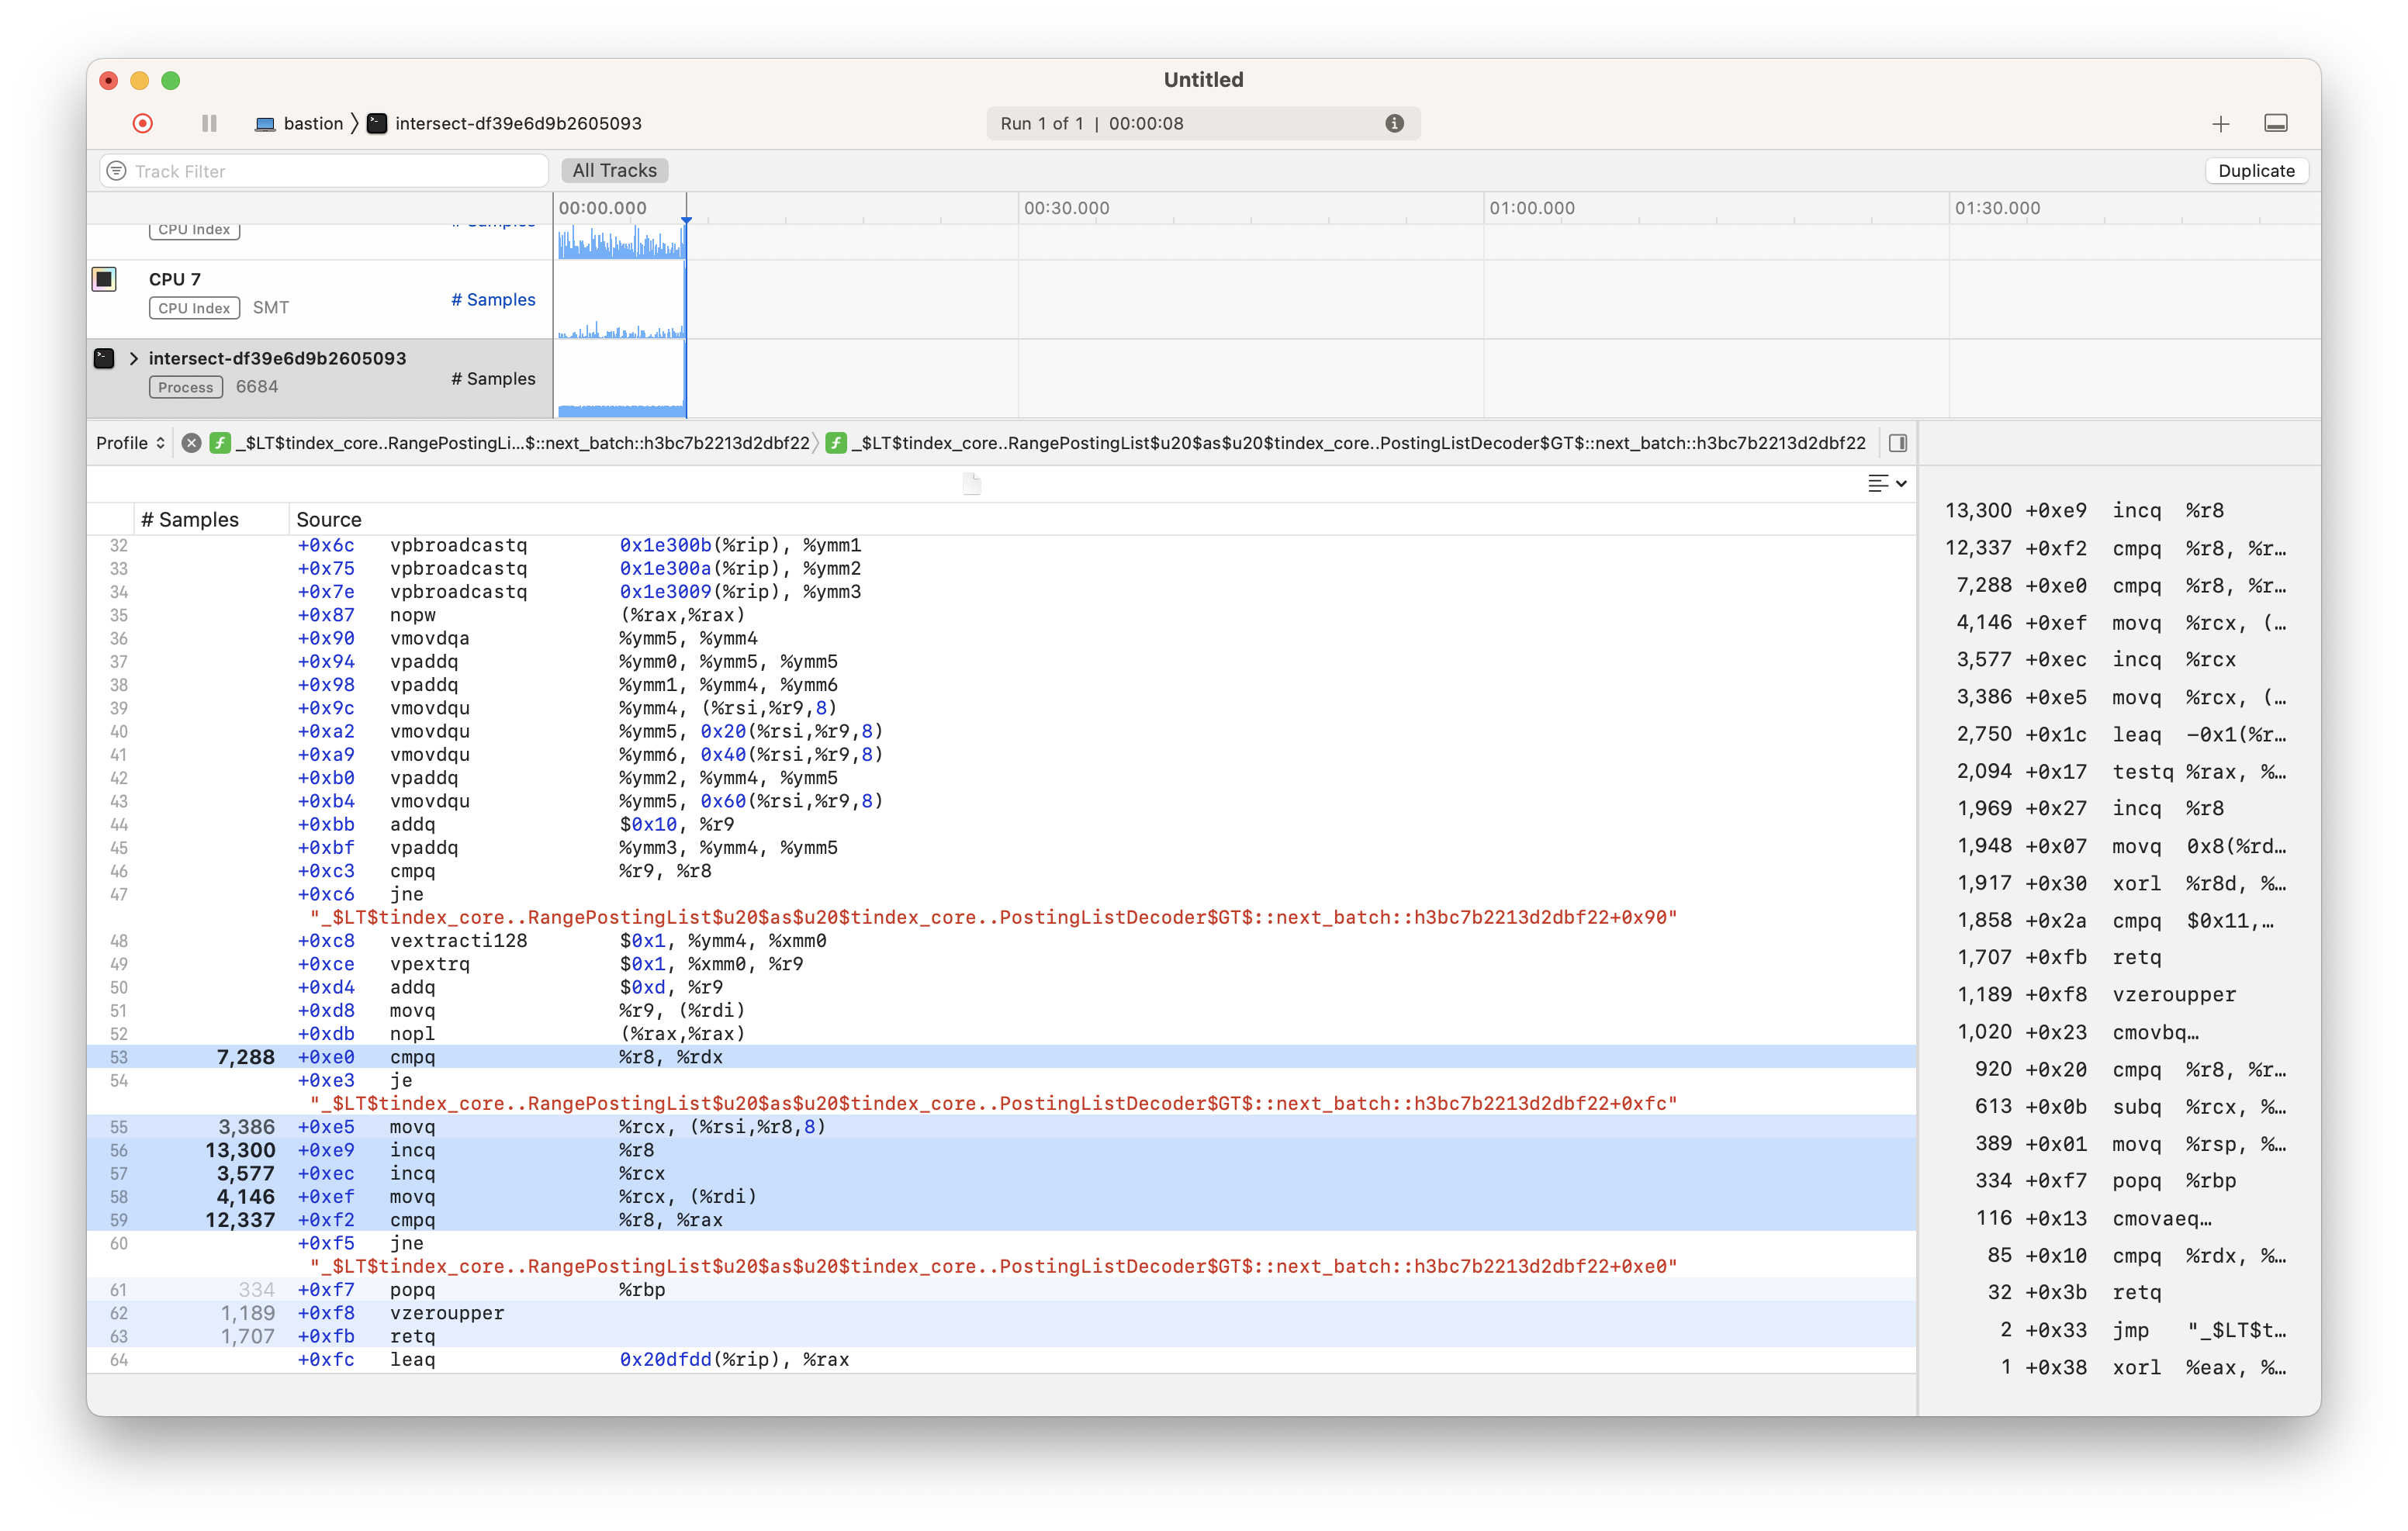 Untitled
bastion 〉 intersect-df39e6d9b2605093
Run 1 of 1 | 00:00:08
Track Filter
All Tracks
Duplicate
00:00.000 00:30.000 01:00.000 01:30.000
CPU Index # Samples
CPU 7
CPU Index SMT # Samples
intersect-df39e6d9b2605093
Process 6684 # Samples
Profile _$LT$tindex_core..RangePostingLi...$::next_batch::h3bc7b2213d2dbf22 〉 _$LT$tindex_core..RangePostingList$u20$as$u20$tindex_core..PostingListDecoder$GT$::next_batch::h3bc7b2213d2dbf22
# Samples Source
32 +0x6c vpbroadcastq 0x1e300b(%rip), %ymm1
33 +0x75 vpbroadcastq 0x1e300a(%rip), %ymm2
34 +0x7e vpbroadcastq 0x1e3009(%rip), %ymm3
35 +0x87 nopw (%rax,%rax)
36 +0x90 vmovdqa %ymm5, %ymm4
37 +0x94 vpaddq %ymm0, %ymm5, %ymm5
38 +0x98 vpaddq %ymm1, %ymm4, %ymm6
39 +0x9c vmovdqu %ymm4, (%rsi,%r9,8)
40 +0xa2 vmovdqu %ymm5, 0x20(%rsi,%r9,8)
41 +0xa9 vmovdqu %ymm6, 0x40(%rsi,%r9,8)
42 +0xb0 vpaddq %ymm2, %ymm4, %ymm5
43 +0xb4 vmovdqu %ymm5, 0x60(%rsi,%r9,8)
44 +0xbb addq $0x10, %r9
45 +0xbf vpaddq %ymm3, %ymm4, %ymm5
46 +0xc3 cmpq %r9, %r8
47 +0xc6 jne
"_$LT$tindex_core..RangePostingList$u20$as$u20$tindex_core..PostingListDecoder$GT$::next_batch::h3bc7b2213d2dbf22+0x90"
48 +0xc8 vextracti128 $0x1, %ymm4, %xmm0
49 +0xce vpextrq $0x1, %xmm0, %r9
50 +0xd4 addq $0xd, %r9
51 +0xd8 movq %r9, (%rdi)
52 +0xdb nopl (%rax,%rax)
53 7,288 +0xe0 cmpq %r8, %rdx
54 +0xe3 je
"_$LT$tindex_core..RangePostingList$u20$as$u20$tindex_core..PostingListDecoder$GT$::next_batch::h3bc7b2213d2dbf22+0xfc"
55 3,386 +0xe5 movq %rcx, (%rsi,%r8,8)
56 13,300 +0xe9 incq %r8
57 3,577 +0xec incq %rcx
58 4,146 +0xef movq %rcx, (%rdi)
59 12,337 +0xf2 cmpq %r8, %rax
60 +0xf5 jne
"_$LT$tindex_core..RangePostingList$u20$as$u20$tindex_core..PostingListDecoder$GT$::next_batch::h3bc7b2213d2dbf22+0xe0"
61 334 +0xf7 popq %rbp
62 1,189 +0xf8 vzeroupper
63 1,707 +0xfb retq
64 +0xfc leaq 0x20dfdd(%rip), %rax
13,300 +0xe9 incq %r8
12,337 +0xf2 cmpq %r8, %r…
7,288 +0xe0 cmpq %r8, %r…
4,146 +0xef movq %rcx, (…
3,577 +0xec incq %rcx
3,386 +0xe5 movq %rcx, (…
2,750 +0x1c leaq -0x1(%r…
2,094 +0x17 testq %rax, %…
1,969 +0x27 incq %r8
1,948 +0x07 movq 0x8(%rd…
1,917 +0x30 xorl %r8d, %…
1,858 +0x2a cmpq $0x11,…
1,707 +0xfb retq
1,189 +0xf8 vzeroupper
1,020 +0x23 cmovbq…
920 +0x20 cmpq %r8, %r…
613 +0x0b subq %rcx, %…
389 +0x01 movq %rsp, %…
334 +0xf7 popq %rbp
116 +0x13 cmovaeq…
85 +0x10 cmpq %rdx, %…
32 +0x3b retq
2 +0x33 jmp "_$LT$t…
1 +0x38 xorl %eax, %…